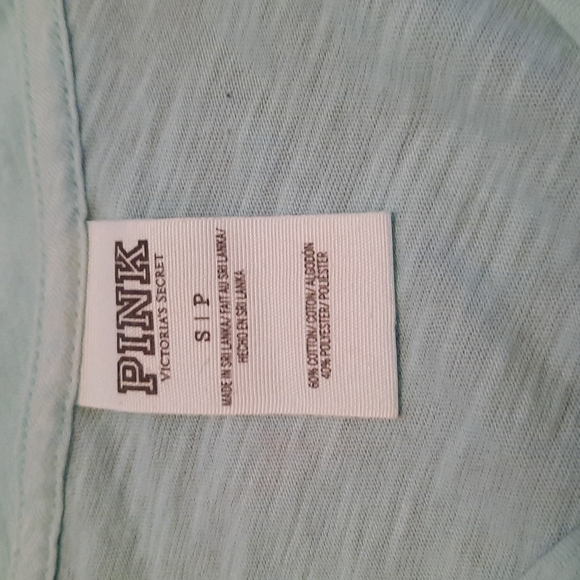 PINK
VICTORIA'S SECRET
S | P
MADE IN SRI LANKA/ FAIT AU SRI LANKA/
HECHO EN SRI LANKA
60% COTTON/ COTON/ ALGODÓN
40% POLYESTER/ POLIESTER